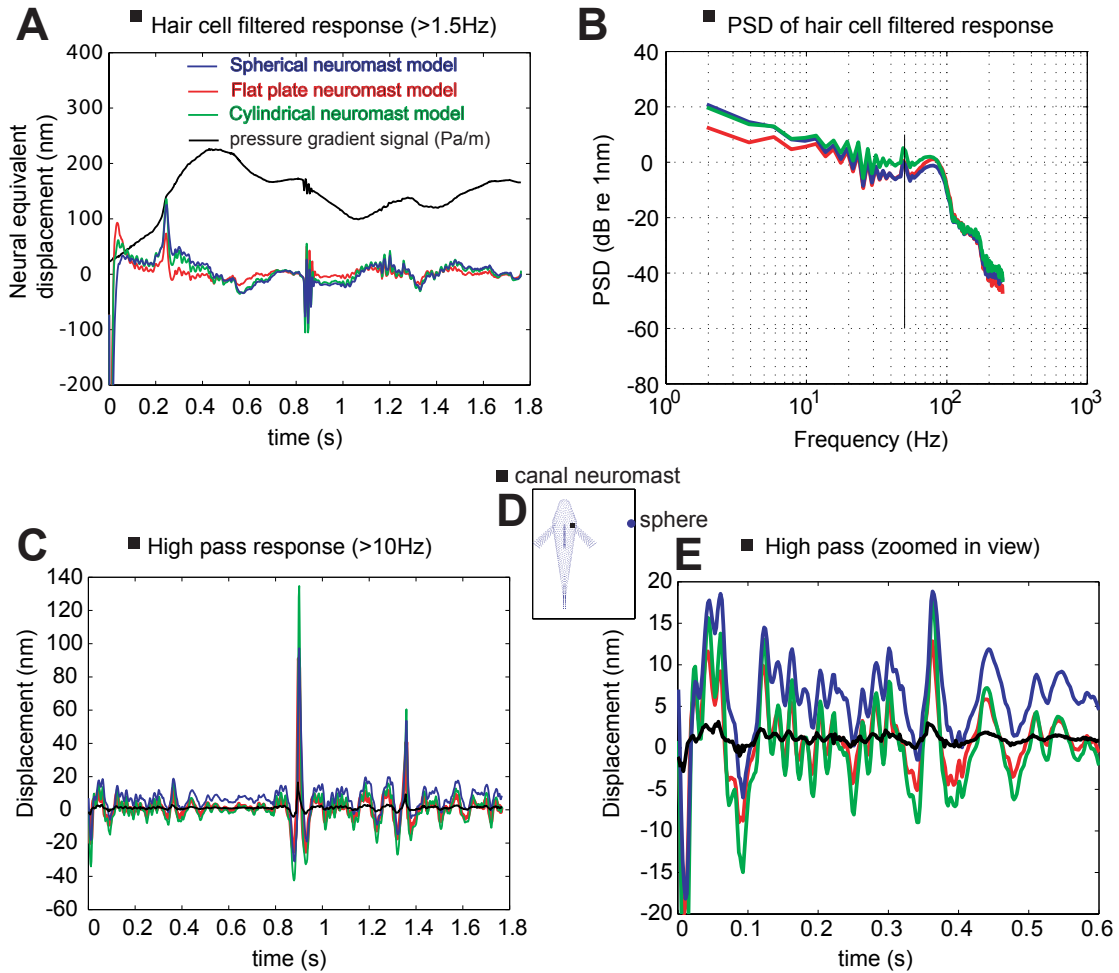 A
■ Hair cell filtered response (>1.5Hz)
400
300
200
100
0
-100
-200
Neural equivalent
displacement (nm)
Spherical neuromast model
Flat plate neuromast model
Cylindrical neuromast model
pressure gradient signal (Pa/m)
0 0.2 0.4 0.6 0.8 1 1.2 1.4 1.6 1.8
time (s)
B
■ PSD of hair cell filtered response
PSD (dB re 1nm)
40
20
0
-20
-40
-60
-80
10^0 10^1 10^2 10^3
Frequency (Hz)
■ canal neuromast
D
sphere
C
■ High pass response (>10Hz)
Displacement (nm)
140
120
100
80
60
40
20
0
-20
-40
-60
0 0.2 0.4 0.6 0.8 1 1.2 1.4 1.6 1.8
time (s)
E
■ High pass (zoomed in view)
Displacement (nm)
20
15
10
5
0
-5
-10
-15
-20
0 0.1 0.2 0.3 0.4 0.5 0.6
time (s)